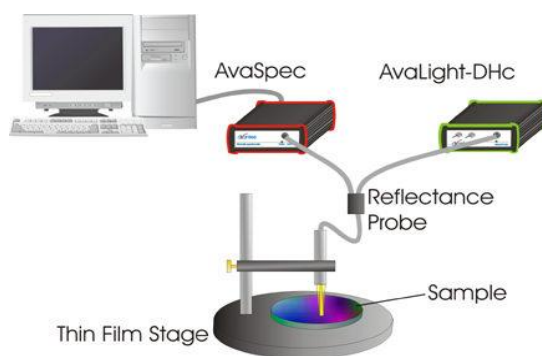 AvaSpec
AvaLight-DHc
Reflectance
Probe
Sample
Thin Film Stage